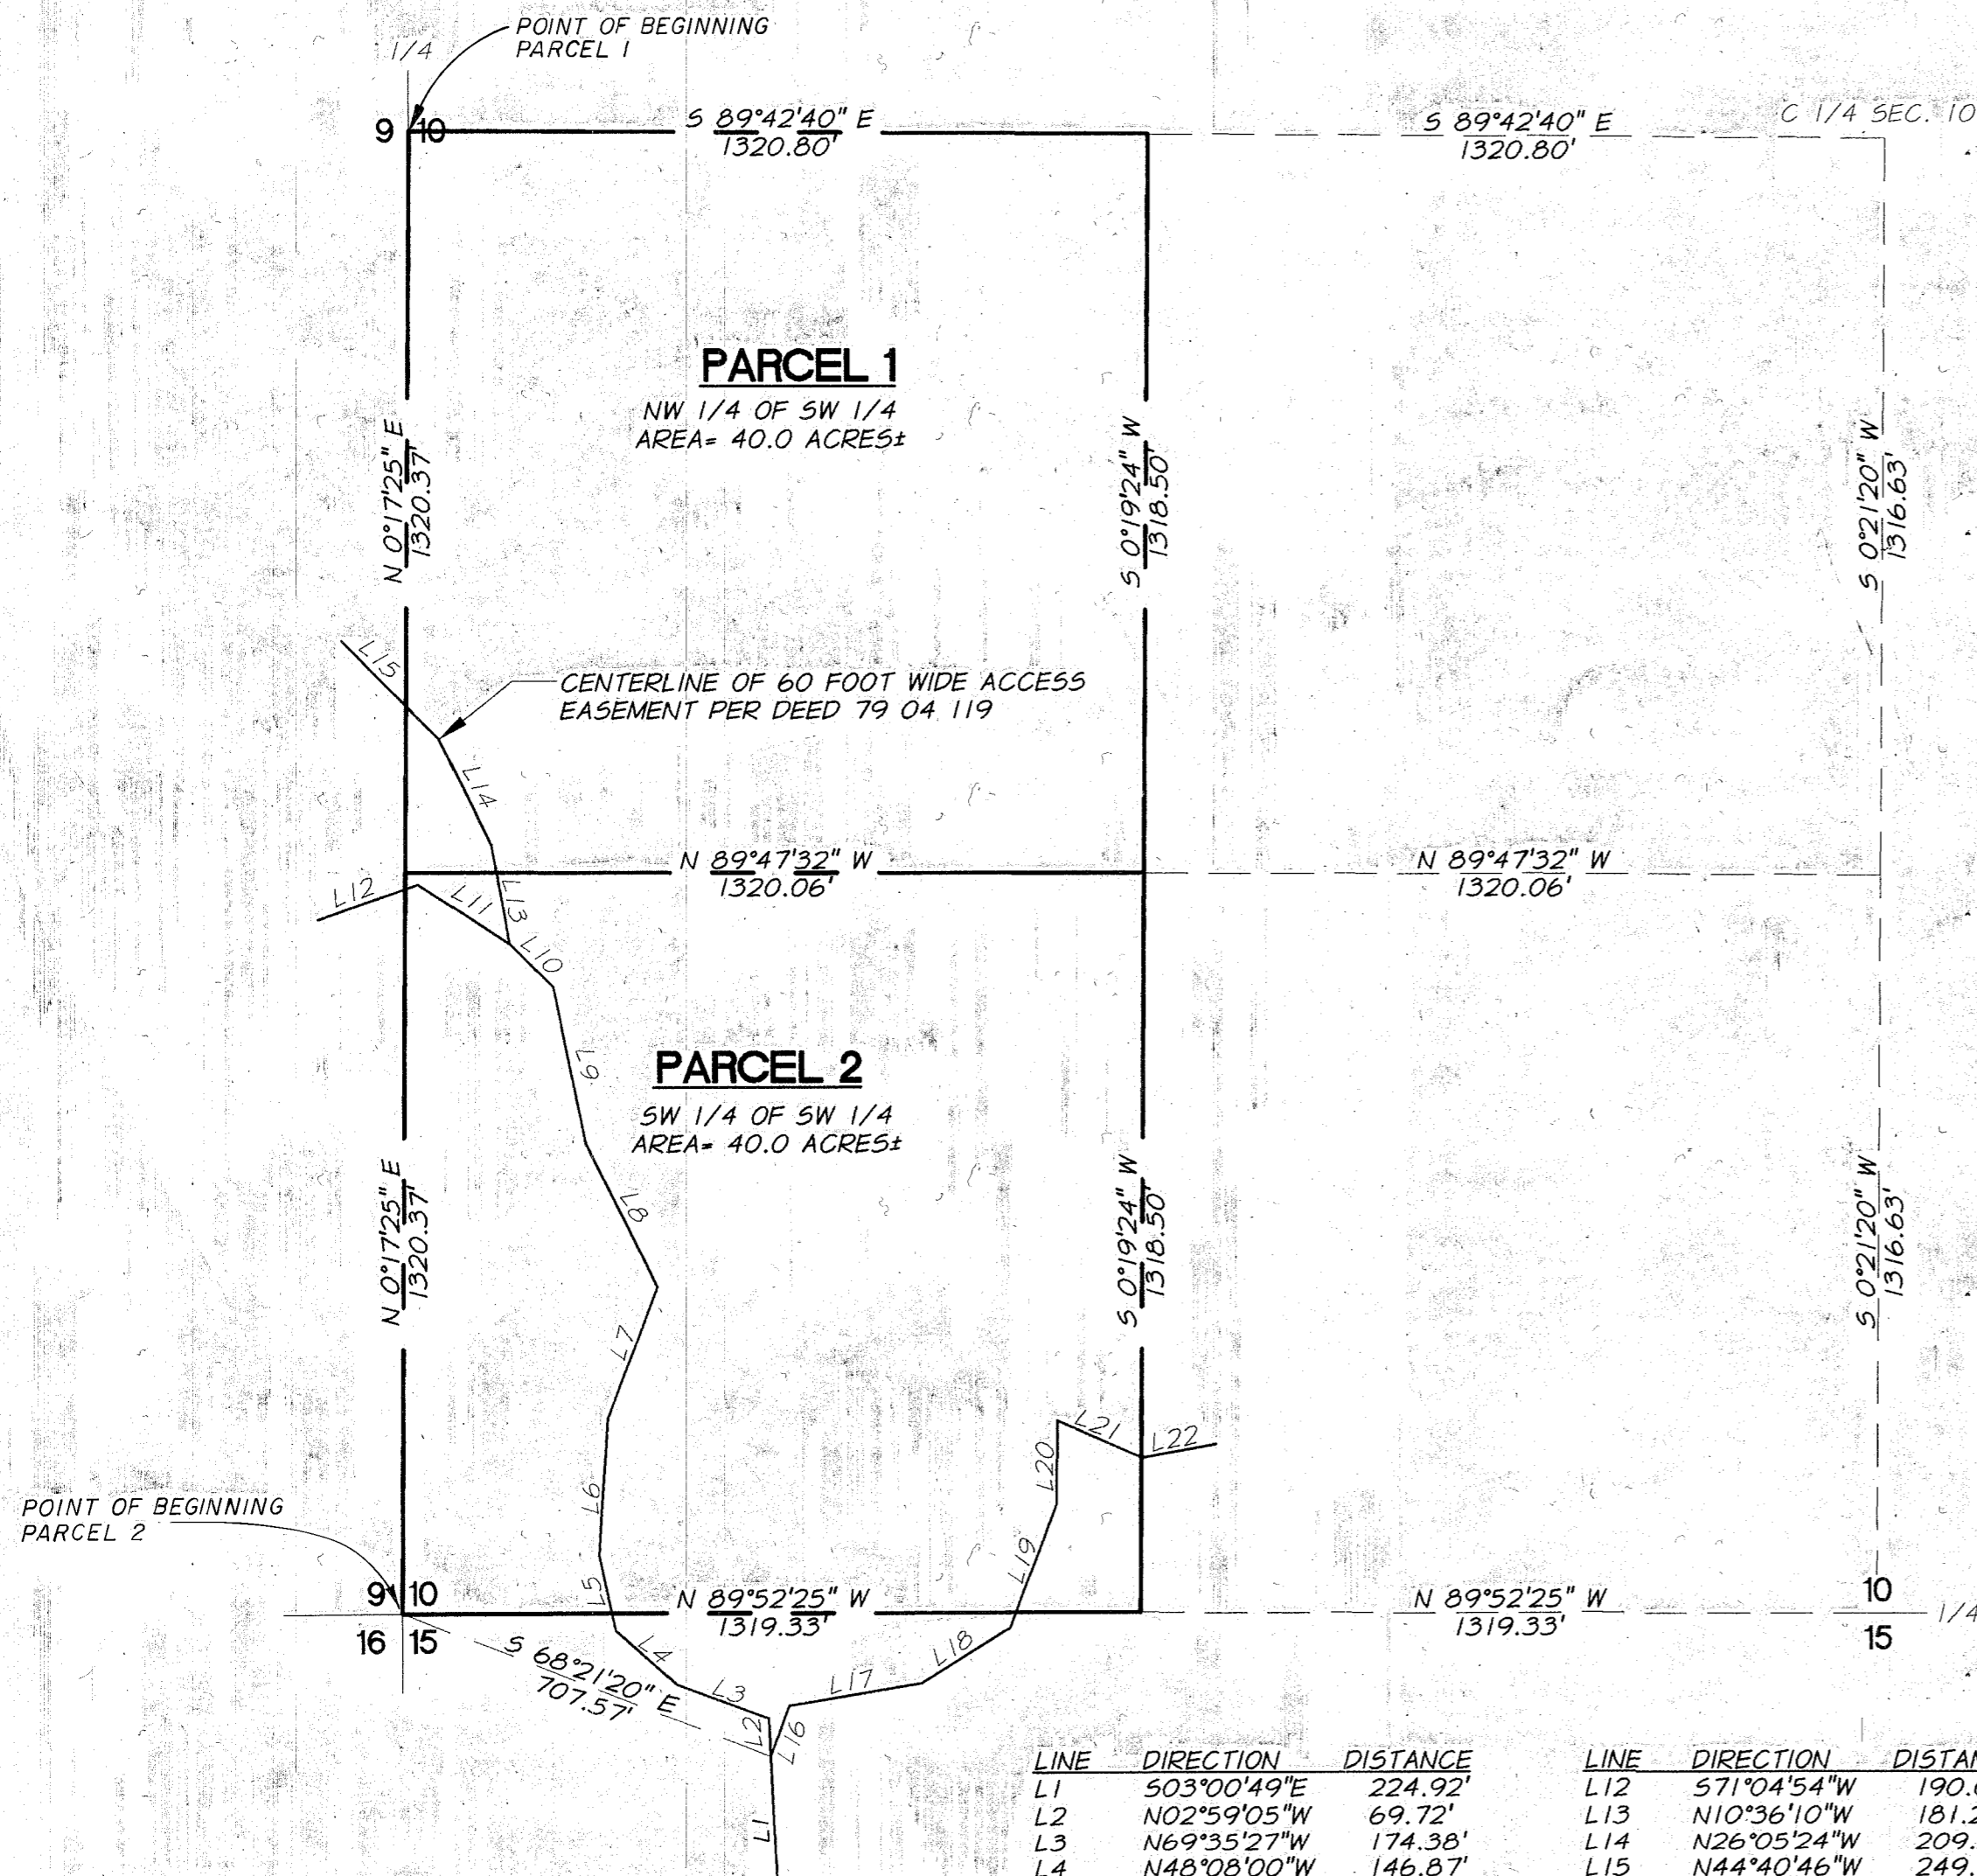 POINT OF BEGINNING
PARCEL 1
1/4
9 10
S 89°42'40" E
1320.80'
S 89°42'40" E
1320.80'
C 1/4 SEC. 10
PARCEL 1
NW 1/4 OF SW 1/4
AREA= 40.0 ACRES±
N 0°17'25" E
1320.37'
S 0°19'24" W
1318.50'
S 0°21'20" W
1316.63'
L15
CENTERLINE OF 60 FOOT WIDE ACCESS
EASEMENT PER DEED 79 04 119
L14
N 89°47'32" W
1320.06'
N 89°47'32" W
1320.06'
L12
L11
L13
L10
L9
PARCEL 2
SW 1/4 OF SW 1/4
AREA= 40.0 ACRES±
N 0°17'25" E
1320.37'
L8
S 0°19'24" W
1318.50'
S 0°21'20" W
1316.63'
L7
L21
L22
L20
L6
POINT OF BEGINNING
PARCEL 2
L19
L5
9 10
N 89°52'25" W
1319.33'
N 89°52'25" W
1319.33'
10
1/4
16 15
15
S 68°21'20" E
707.57'
L4
L18
L17
L3
L2
L16
L1
LINE DIRECTION DISTANCE LINE DIRECTION DISTAN
L1 S03°00'49"E 224.92' L12 S71°04'54"W 190.
L2 N02°59'05"W 69.72' L13 N10°36'10"W 181.2
L3 N69°35'27"W 174.38' L14 N26°05'24"W 209.
L4 N48°08'00"W 146.87' L15 N44°40'46"W 249.